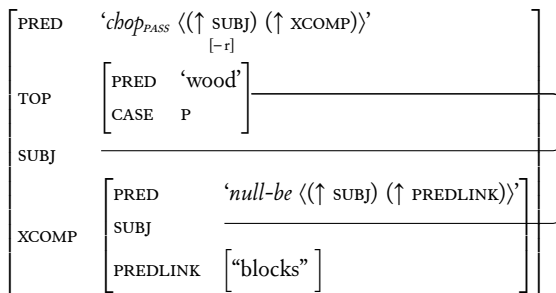 PRED ‘chopPASS ⟨(↑ SUBJ) (↑ XCOMP)⟩’
[−r]
PRED ‘wood’
TOP
CASE P
SUBJ
PRED ‘null-be ⟨(↑ SUBJ) (↑ PREDLINK)⟩’
SUBJ
XCOMP
PREDLINK [“blocks” ]